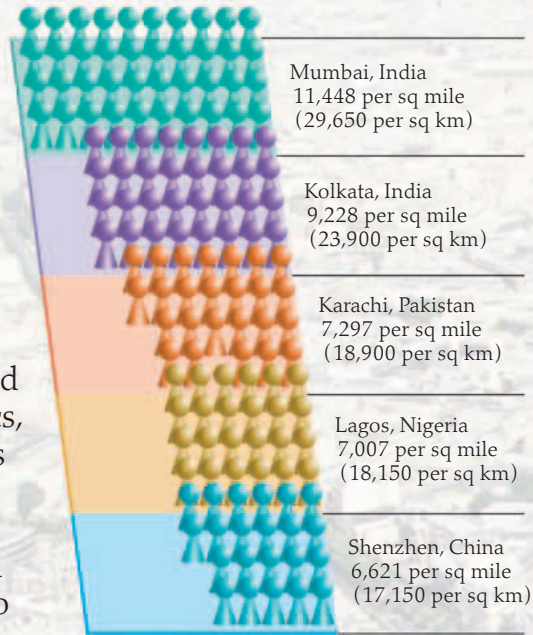 Mumbai, India
11,448 per sq mile
(29,650 per sq km)
Kolkata, India
9,228 per sq mile
(23,900 per sq km)
Karachi, Pakistan
7,297 per sq mile
(18,900 per sq km)
Lagos, Nigeria
7,007 per sq mile
(18,150 per sq km)
Shenzhen, China
6,621 per sq mile
(17,150 per sq km)